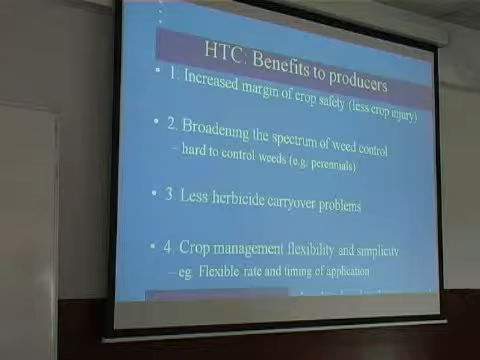 HTC: Benefits to producers
• 1. Increased margin of crop safety (less crop injury)
• 2. Broadening the spectrum of weed control
– hard to control weeds (e.g. perennials)
• 3 Less herbicide carryover problems
• 4 Crop management flexibility and simplicity
– eg. Flexible rate and timing of application